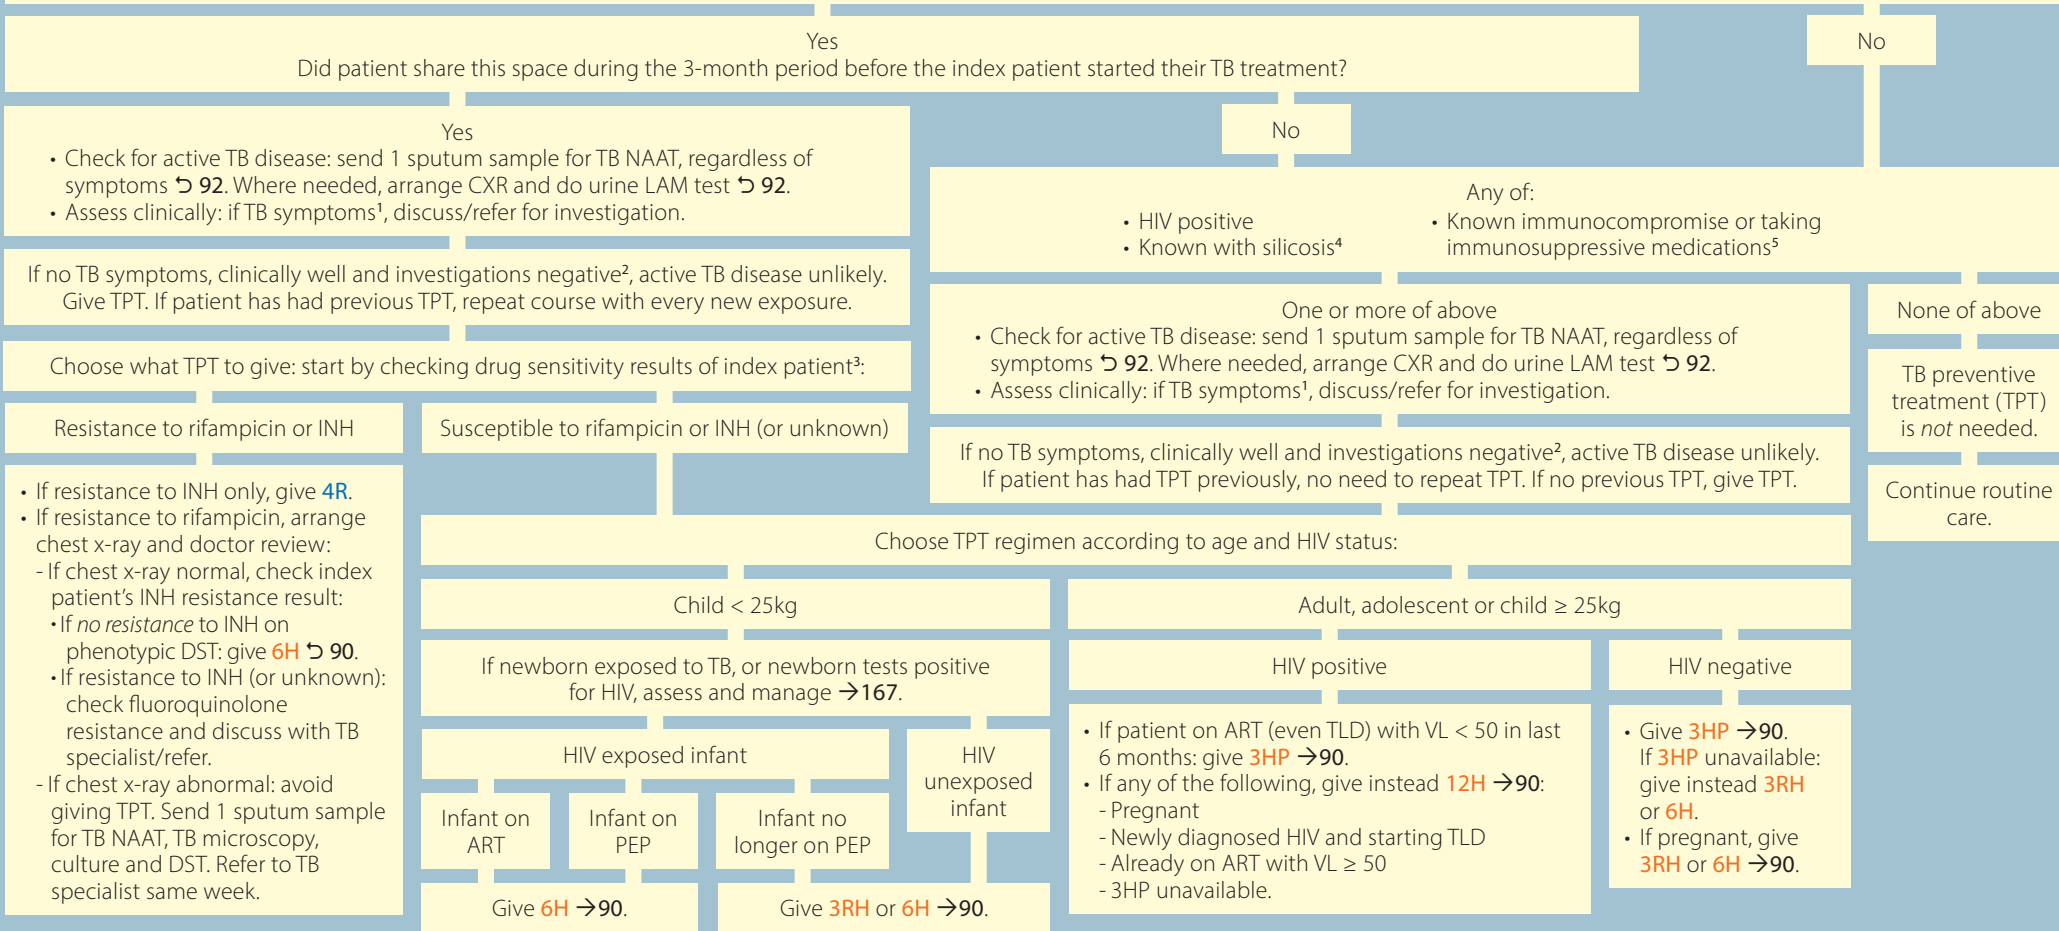 Yes
Did patient share this space during the 3-month period before the index patient started their TB treatment?
No
Yes
• Check for active TB disease: send 1 sputum sample for TB NAAT, regardless of
symptoms ⮌ 92. Where needed, arrange CXR and do urine LAM test ⮌ 92.
• Assess clinically: if TB symptoms¹, discuss/refer for investigation.
No
Any of:
• HIV positive
• Known with silicosis⁴
• Known immunocompromise or taking
immunosuppressive medications⁵
If no TB symptoms, clinically well and investigations negative², active TB disease unlikely.
Give TPT. If patient has had previous TPT, repeat course with every new exposure.
One or more of above
• Check for active TB disease: send 1 sputum sample for TB NAAT, regardless of
symptoms ⮌ 92. Where needed, arrange CXR and do urine LAM test ⮌ 92.
• Assess clinically: if TB symptoms¹, discuss/refer for investigation.
None of above
TB preventive
treatment (TPT)
is not needed.
Continue routine
care.
Choose what TPT to give: start by checking drug sensitivity results of index patient³:
Resistance to rifampicin or INH
Susceptible to rifampicin or INH (or unknown)
If no TB symptoms, clinically well and investigations negative², active TB disease unlikely.
If patient has had TPT previously, no need to repeat TPT. If no previous TPT, give TPT.
• If resistance to INH only, give 4R.
• If resistance to rifampicin, arrange
chest x-ray and doctor review:
- If chest x-ray normal, check index
patient's INH resistance result:
• If no resistance to INH on
phenotypic DST: give 6H ⮌ 90.
• If resistance to INH (or unknown):
check fluoroquinolone
resistance and discuss with TB
specialist/refer.
- If chest x-ray abnormal: avoid
giving TPT. Send 1 sputum sample
for TB NAAT, TB microscopy,
culture and DST. Refer to TB
specialist same week.
Choose TPT regimen according to age and HIV status:
Child < 25kg
If newborn exposed to TB, or newborn tests positive
for HIV, assess and manage →167.
HIV exposed infant
HIV
unexposed
infant
Infant on
ART
Infant on
PEP
Infant no
longer on PEP
Give 6H →90.
Give 3RH or 6H →90.
Adult, adolescent or child ≥ 25kg
HIV positive
• If patient on ART (even TLD) with VL < 50 in last
6 months: give 3HP →90.
• If any of the following, give instead 12H →90:
- Pregnant
- Newly diagnosed HIV and starting TLD
- Already on ART with VL ≥ 50
- 3HP unavailable.
HIV negative
• Give 3HP →90.
If 3HP unavailable:
give instead 3RH
or 6H.
• If pregnant, give
3RH or 6H →90.